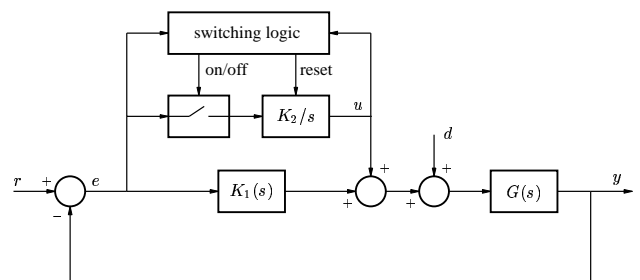 switching logic
on/off reset
K₂/s
u
d
r + e
K₁(s)
+
+
+
+
G(s)
y
−